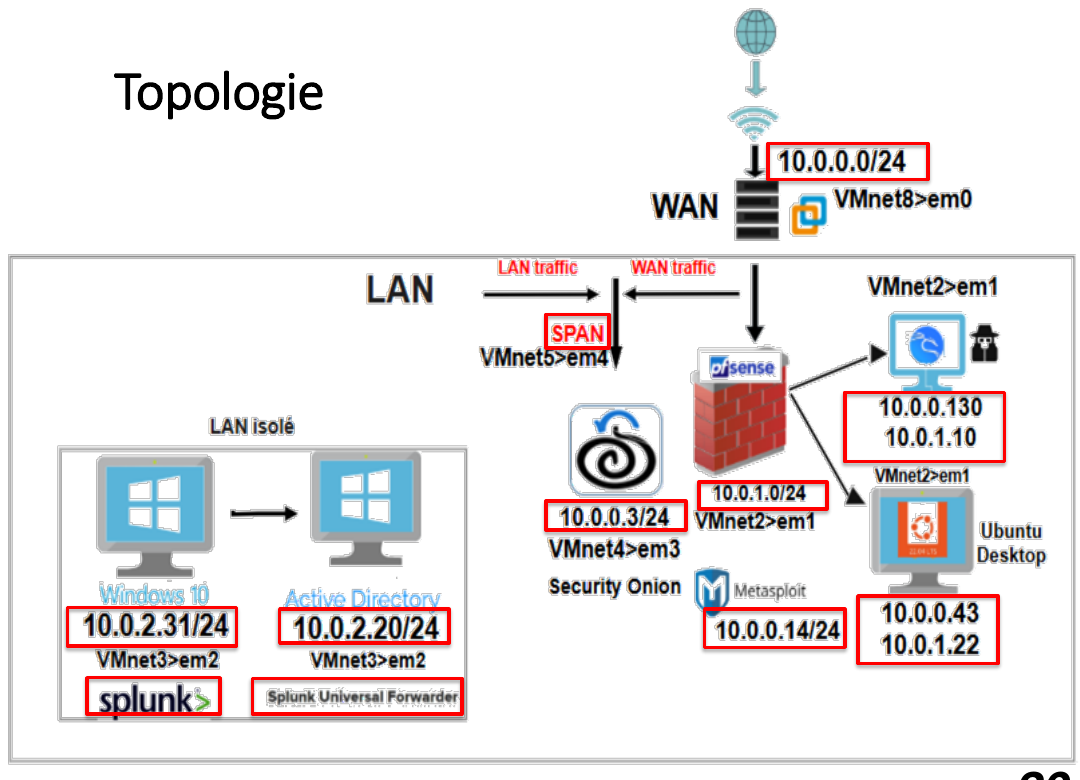 Topologie
10.0.0.0/24
WAN
VMnet8>em0
LAN
LAN traffic
WAN traffic
VMnet2>em1
SPAN
VMnet5>em4
pfsense
10.0.0.130
10.0.1.10
LAN isolé
VMnet2>em1
10.0.1.0/24
VMnet2>em1
10.0.0.3/24
VMnet4>em3
Security Onion
Ubuntu
Desktop
Metasploit
10.0.0.14/24
10.0.0.43
10.0.1.22
Windows 10
10.0.2.31/24
VMnet3>em2
splunk>
Active Directory
10.0.2.20/24
VMnet3>em2
Splunk Universal Forwarder